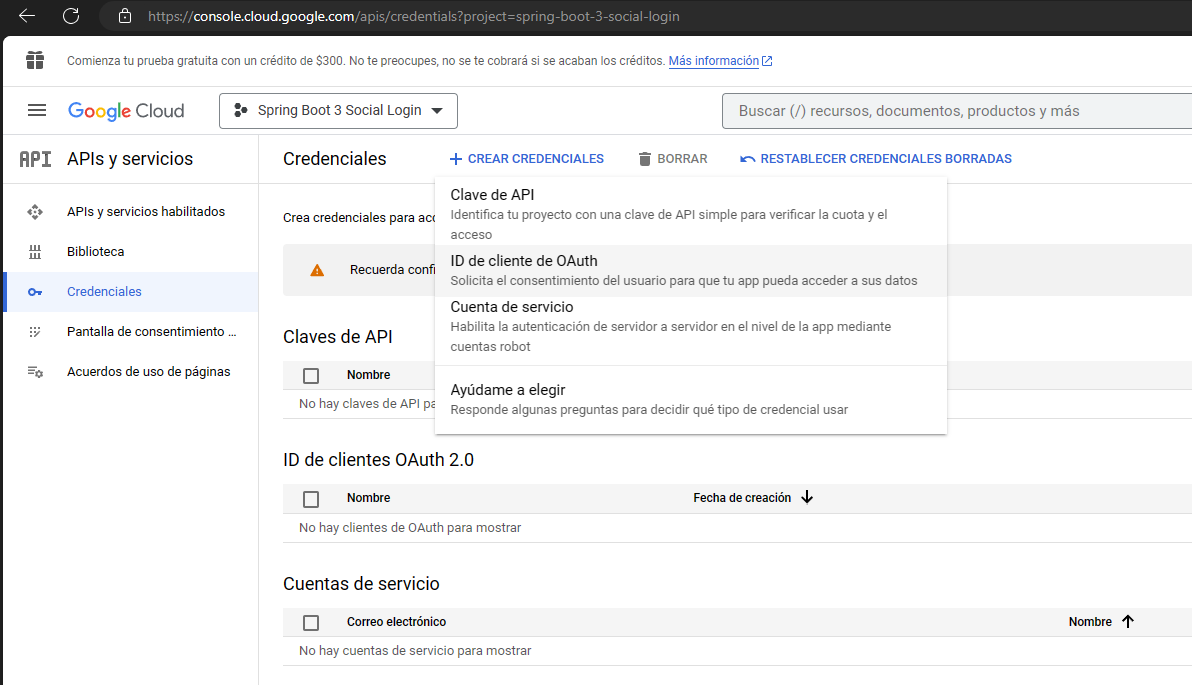 https://console.cloud.google.com/apis/credentials?project=spring-boot-3-social-login
Comienza tu prueba gratuita con un crédito de $300. No te preocupes, no se te cobrará si se acaban los créditos. Más información
Google Cloud
Spring Boot 3 Social Login
Buscar (/) recursos, documentos, productos y más
API APIs y servicios
Credenciales
CREAR CREDENCIALES
BORRAR
RESTABLECER CREDENCIALES BORRADAS
APIs y servicios habilitados
Biblioteca
Credenciales
Pantalla de consentimiento ...
Acuerdos de uso de páginas
Crea credenciales para acc
Recuerda confi
Clave de API
Identifica tu proyecto con una clave de API simple para verificar la cuota y el
acceso
ID de cliente de OAuth
Solicita el consentimiento del usuario para que tu app pueda acceder a sus datos
Cuenta de servicio
Habilita la autenticación de servidor a servidor en el nivel de la app mediante
cuentas robot
Ayúdame a elegir
Responde algunas preguntas para decidir qué tipo de credencial usar
Claves de API
Nombre
No hay claves de API pa
ID de clientes OAuth 2.0
Nombre
Fecha de creación
No hay clientes de OAuth para mostrar
Cuentas de servicio
Correo electrónico
Nombre
No hay cuentas de servicio para mostrar